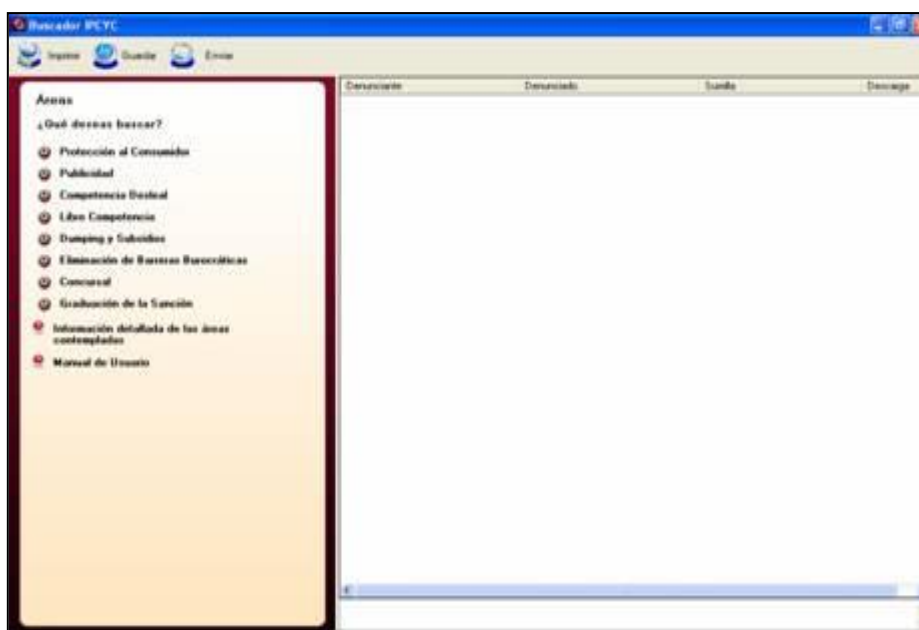 Buscador IPCYC
Imprimir Guardar Enviar
Áreas
¿Qué deseas buscar?
Protección al Consumidor
Publicidad
Competencia Desleal
Libre Competencia
Dumping y Subsidios
Eliminación de Barreras Burocráticas
Concursal
Graduación de la Sanción
Información detallada de las áreas
contempladas
Manual de Usuario
Denunciante Denunciado Sumilla Descarga